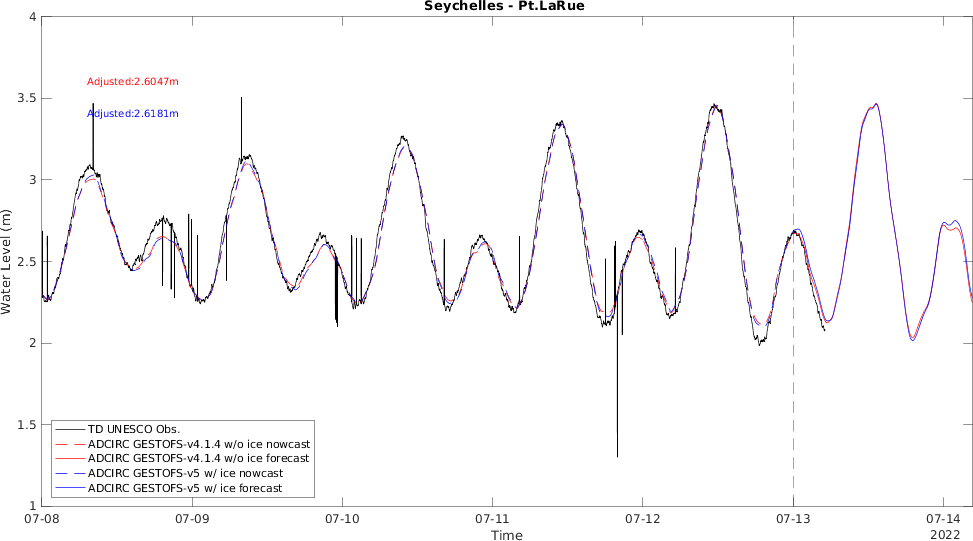 Seychelles - Pt.LaRue
4
Adjusted:2.6047m
3.5
Adjusted:2.6181m
3
2.5
2
1.5
1
Water Level (m)
TD UNESCO Obs.
ADCIRC GESTOFS-v4.1.4 w/o ice nowcast
ADCIRC GESTOFS-v4.1.4 w/o ice forecast
ADCIRC GESTOFS-v5 w/ ice nowcast
ADCIRC GESTOFS-v5 w/ ice forecast
07-08 07-09 07-10 07-11 07-12 07-13 07-14
Time
2022